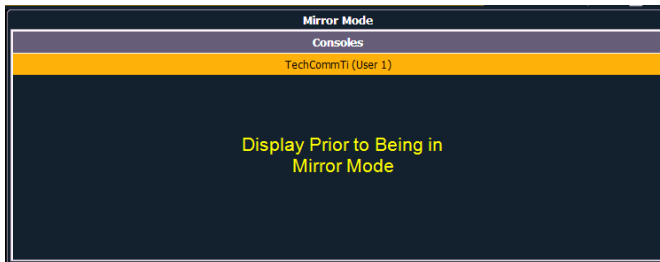 Mirror Mode
Consoles
TechCommTi (User 1)
Display Prior to Being in
Mirror Mode